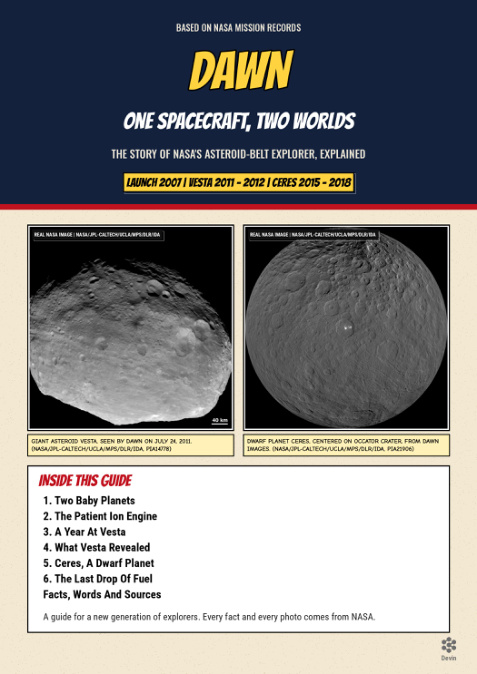 BASED ON NASA MISSION RECORDS
DAWN
ONE SPACECRAFT, TWO WORLDS
THE STORY OF NASA'S ASTEROID-BELT EXPLORER, EXPLAINED
LAUNCH 2007 | VESTA 2011 - 2012 | CERES 2015 - 2018
REAL NASA IMAGE | NASA/JPL-CALTECH/UCLA/MPS/DLR/IDA
REAL NASA IMAGE | NASA/JPL-CALTECH/UCLA/MPS/DLR/IDA
40 km
GIANT ASTEROID VESTA, SEEN BY DAWN ON JULY 24, 2011.
(NASA/JPL-CALTECH/UCLA/MPS/DLR/IDA, PIA14778)
DWARF PLANET CERES, CENTERED ON OCCATOR CRATER, FROM DAWN
IMAGES. (NASA/JPL-CALTECH/UCLA/MPS/DLR/IDA, PIA21906)
INSIDE THIS GUIDE
1. Two Baby Planets
2. The Patient Ion Engine
3. A Year At Vesta
4. What Vesta Revealed
5. Ceres, A Dwarf Planet
6. The Last Drop Of Fuel
Facts, Words And Sources
A guide for a new generation of explorers. Every fact and every photo comes from NASA.
Devin